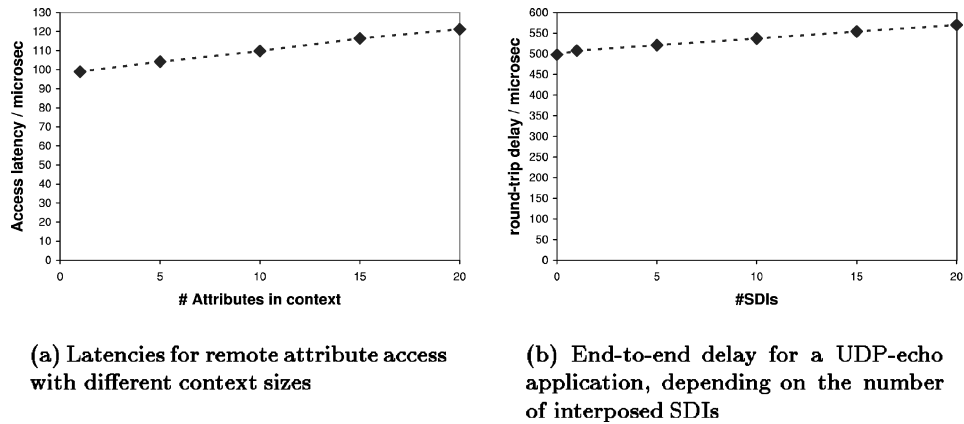 130
120
110
100
90
80
70
60
50
40
30
20
10
0
Access latency / microsec
0 5 10 15 20
# Attributes in context
(a) Latencies for remote attribute access
with different context sizes
600
550
500
450
400
350
300
250
200
150
100
50
0
round-trip delay / microsec
0 5 10 15 20
#SDIs
(b) End-to-end delay for a UDP-echo
application, depending on the number
of interposed SDIs